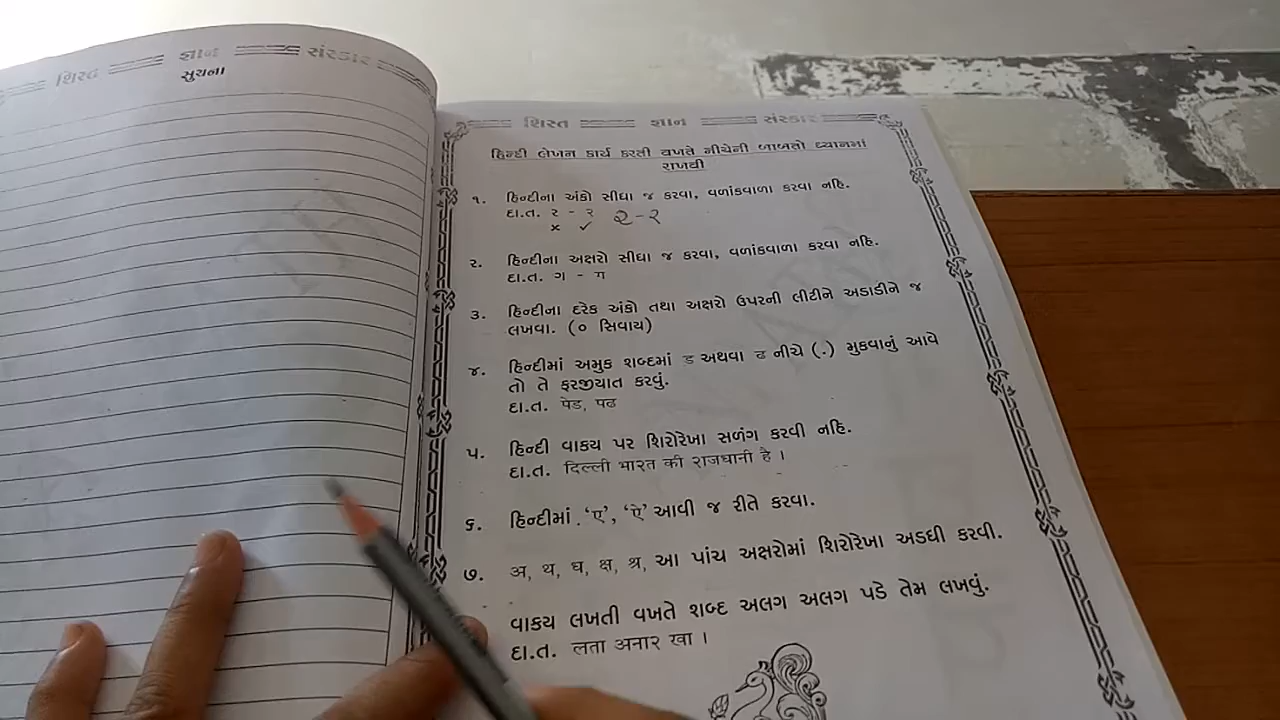 શિસ્ત જ્ઞાન સંસ્કાર
સુચના
શિસ્ત જ્ઞાન સંસ્કાર
હિન્દી લેખન કાર્ય કરતી વખતે નીચેની બાબતો ધ્યાનમાં
રાખવી
૧. હિન્દીના અંકો સીધા જ કરવા, વળાંકવાળા કરવા નહિ.
દા.ત. ૨ - २ ૨ - २
× ✓
૨. હિન્દીના અક્ષરો સીધા જ કરવા, વળાંકવાળા કરવા નહિ.
દા.ત. ગ - ग
૩. હિન્દીના દરેક અંકો તથા અક્ષરો ઉપરની લીટીને અડાડીને જ
લખવા. (૦ સિવાય)
૪. હિન્દીમાં અમુક શબ્દમાં ड અથવા ढ નીચે (.) મુકવાનું આવે
તો તે ફરજીયાત કરવું.
દા.ત. पेड, पढ
૫. હિન્દી વાક્ય પર શિરોરેખા સળંગ કરવી નહિ.
દા.ત. दिल्ली भारत की राजधानी हे ।
૬. હિન્દીમાં. ‘ए’, ‘ऐ’ આવી જ રીતે કરવા.
૭. अ, थ, ध, क्ष, श्र, આ પાંચ અક્ષરોમાં શિરોરેખા અડધી કરવી.
વાક્ય લખતી વખતે શબ્દ અલગ અલગ પડે તેમ લખવું.
દા.ત. लता अनार खा ।